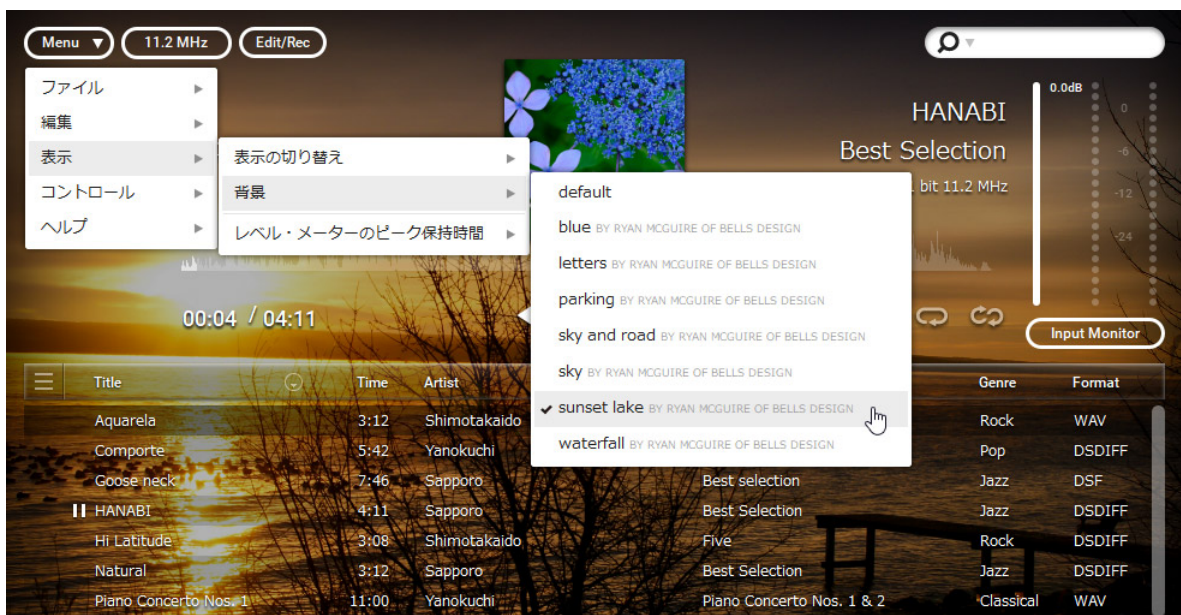 Menu 11.2 MHz Edit/Rec
ファイル
編集
表示
コントロール
ヘルプ
表示の切り替え
背景
レベル・メーターのピーク保持時間
default
blue BY RYAN MCGUIRE OF BELLS DESIGN
letters BY RYAN MCGUIRE OF BELLS DESIGN
parking BY RYAN MCGUIRE OF BELLS DESIGN
sky and road BY RYAN MCGUIRE OF BELLS DESIGN
sky BY RYAN MCGUIRE OF BELLS DESIGN
sunset lake BY RYAN MCGUIRE OF BELLS DESIGN
waterfall BY RYAN MCGUIRE OF BELLS DESIGN
HANABI
Best Selection
bit 11.2 MHz
0.0dB
0
-6
-12
-24
00:04 / 04:11
Input Monitor
Title Time Artist Genre Format
Aquarela 3:12 Shimotakaido Rock WAV
Comporte 5:42 Yanokuchi Pop DSDIFF
Goose neck 7:46 Sapporo Best selection Jazz DSF
HANABI 4:11 Sapporo Best Selection Jazz DSDIFF
Hi Latitude 3:08 Shimotakaido Five Rock DSDIFF
Natural 3:12 Sapporo Best Selection Jazz DSDIFF
Piano Concerto Nos. 1 11:00 Yanokuchi Piano Concerto Nos. 1 & 2 Classical WAV